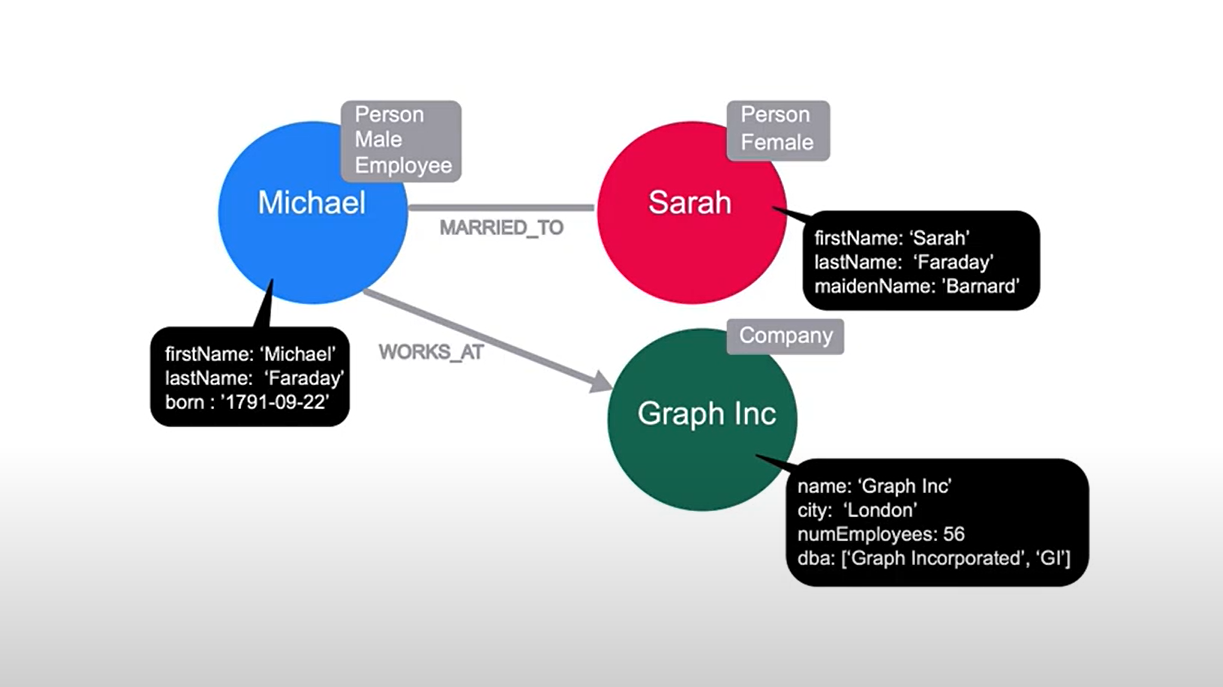 Person
Male
Employee
Michael
Person
Female
Sarah
MARRIED_TO
firstName: ‘Sarah’
lastName:  ‘Faraday’
maidenName: ’Barnard’
firstName: ‘Michael’
lastName:  ‘Faraday’
born : ’1791-09-22’
WORKS_AT
Company
Graph Inc
name: ‘Graph Inc’
city:  ‘London’
numEmployees: 56
dba: [‘Graph Incorporated’, ‘GI’]